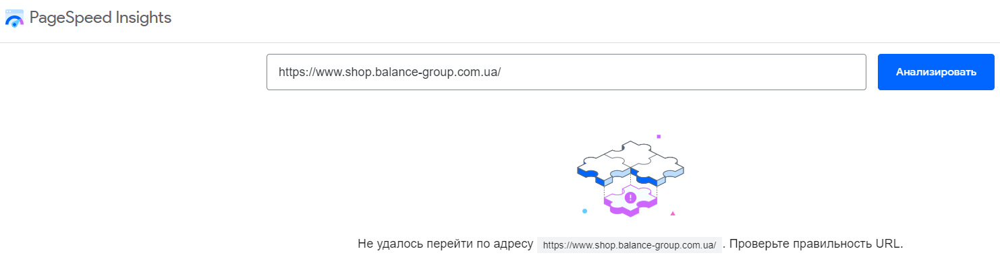 PageSpeed Insights
https://www.shop.balance-group.com.ua/ Анализировать
Не удалось перейти по адресу https://www.shop.balance-group.com.ua/ . Проверьте правильность URL.